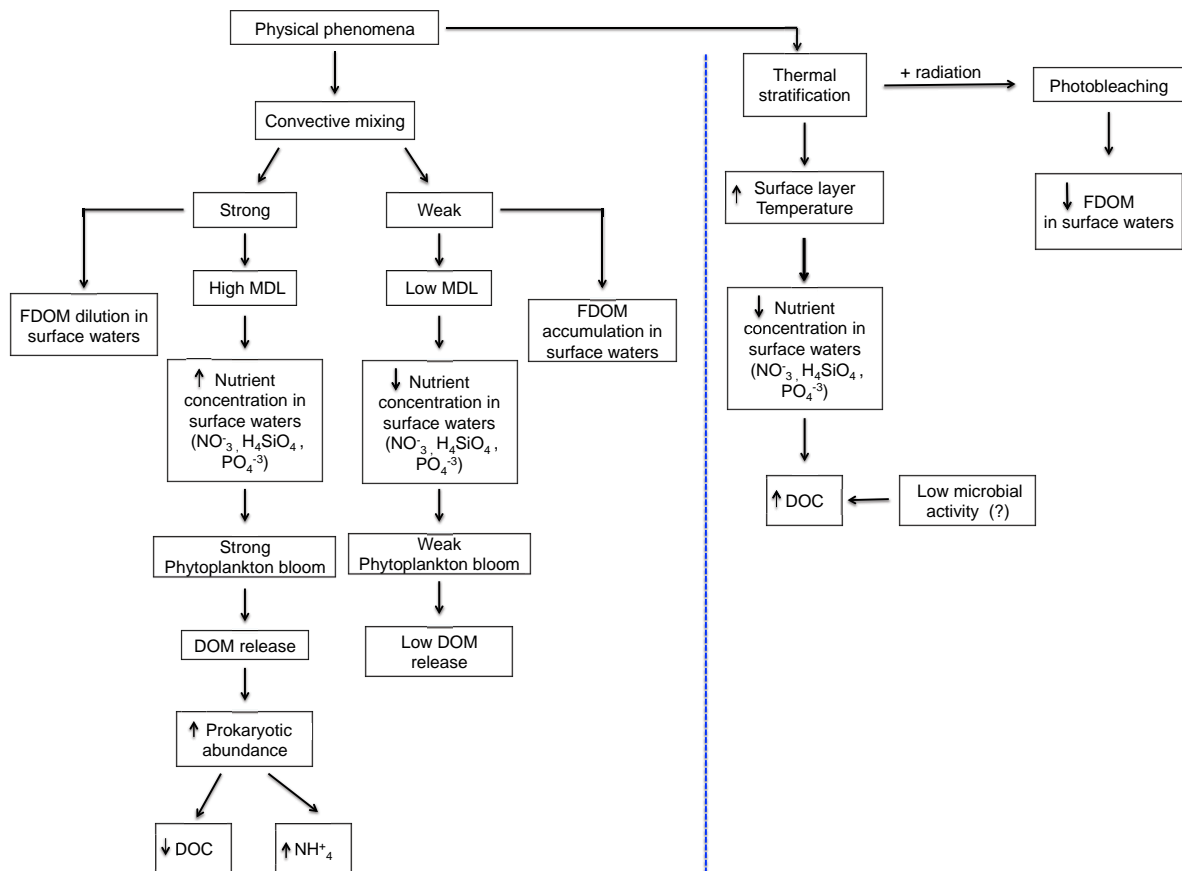 Physical phenomena
Convective mixing
Strong
Weak
High MDL
Low MDL
FDOM dilution in
surface waters
FDOM
accumulation in
surface waters
↑ Nutrient
concentration in
surface waters
(NO⁻₃, H₄SiO₄,
PO₄⁻³)
↓ Nutrient
concentration in
surface waters
(NO⁻₃, H₄SiO₄,
PO₄⁻³)
Strong
Phytoplankton bloom
Weak
Phytoplankton bloom
DOM release
Low DOM
release
↑ Prokaryotic
abundance
↓ DOC
↑ NH⁺₄
Thermal
stratification
+ radiation
Photobleaching
↑ Surface layer
Temperature
↓ FDOM
in surface waters
↓ Nutrient
concentration in
surface waters
(NO⁻₃, H₄SiO₄,
PO₄⁻³)
↑ DOC
Low microbial
activity (?)